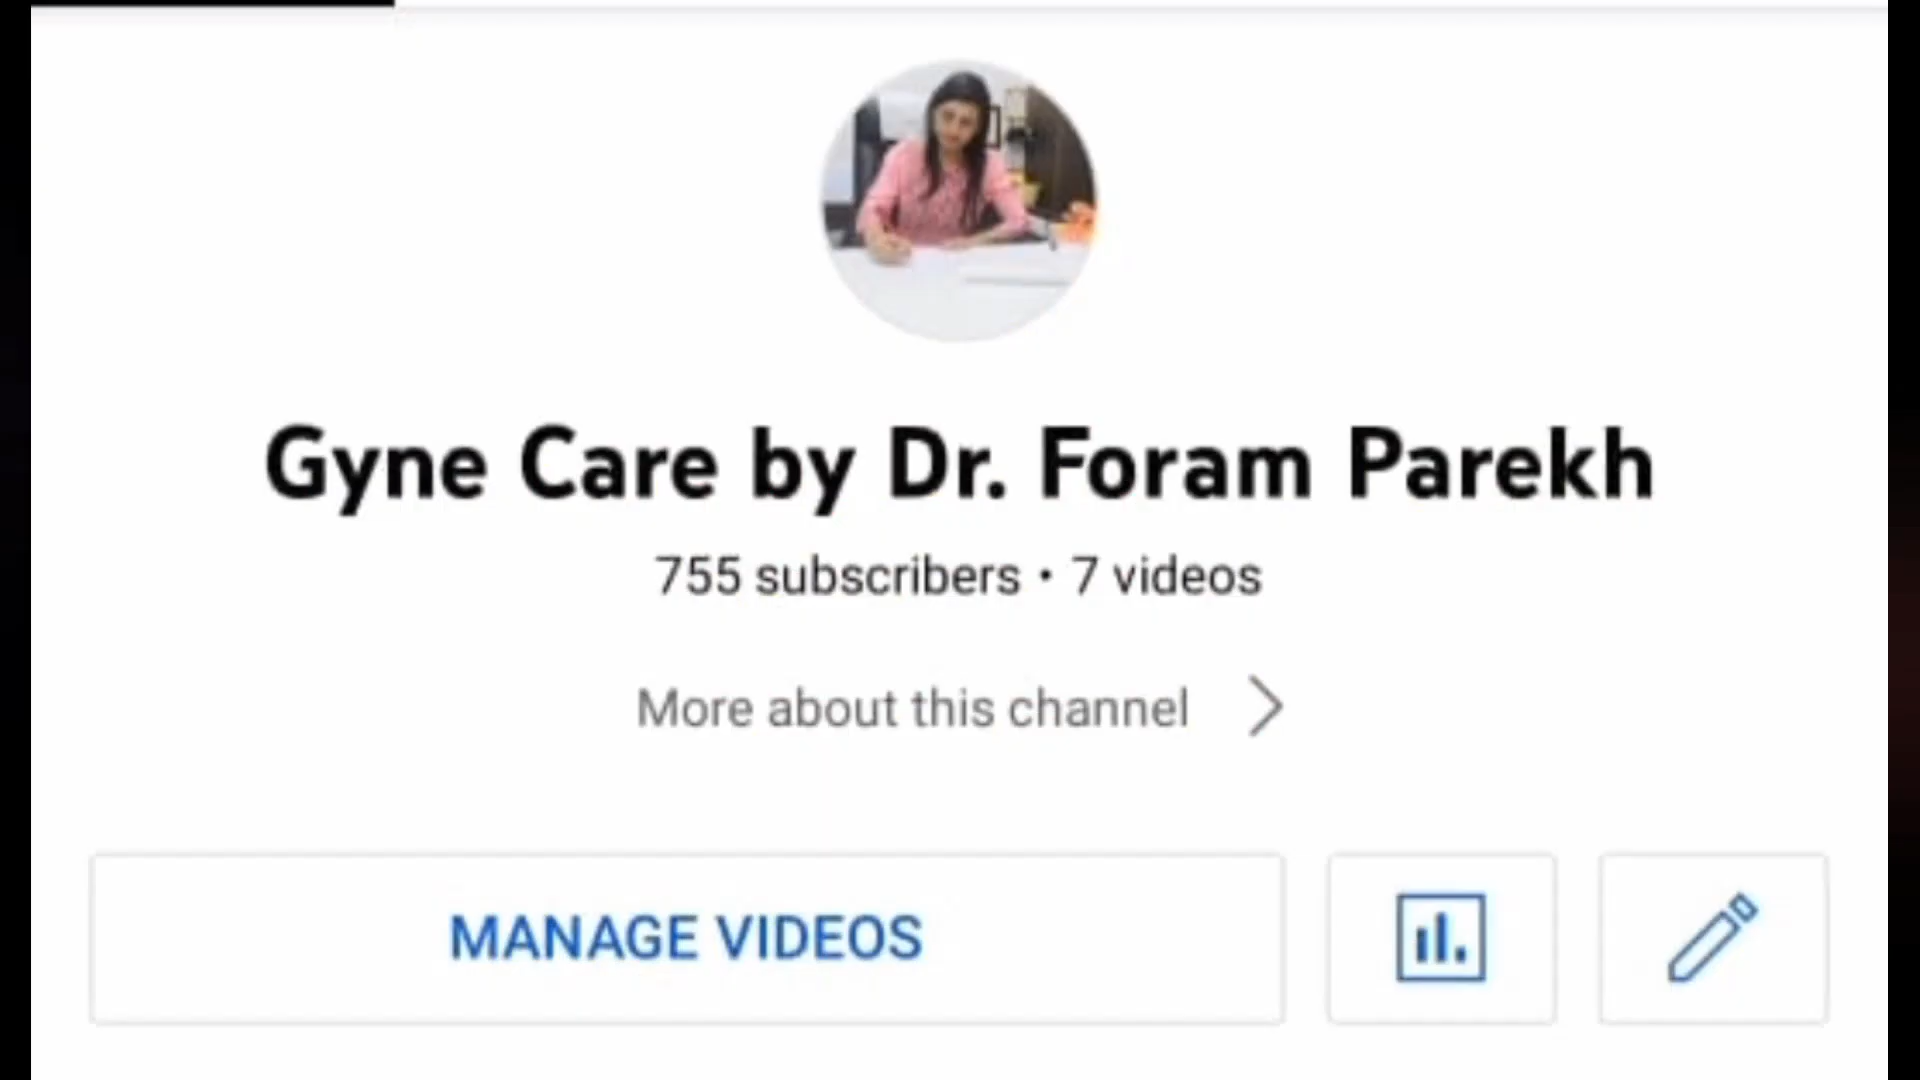 Gyne Care by Dr. Foram Parekh
755 subscribers • 7 videos
More about this channel
MANAGE VIDEOS